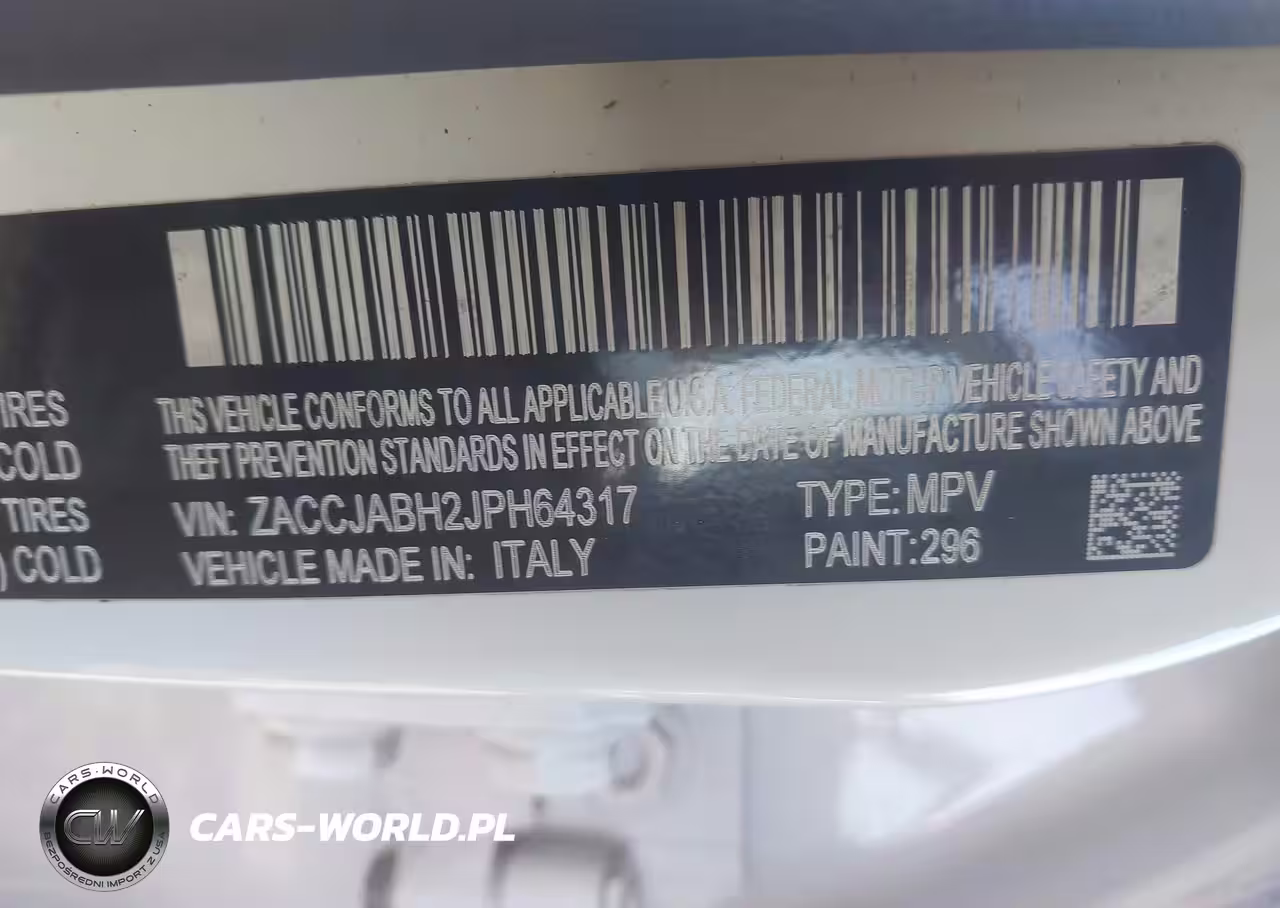 TIRES
COLD
TIRES
) COLD
THIS VEHICLE CONFORMS TO ALL APPLICABLE U.S.A. FEDERAL MOTOR VEHICLE SAFETY AND
THEFT PREVENTION STANDARDS IN EFFECT ON THE DATE OF MANUFACTURE SHOWN ABOVE
VIN: ZACCJABH2JPH64317
TYPE: MPV
VEHICLE MADE IN: ITALY
PAINT:296
CARS-WORLD
CW
BEZPOŚREDNI IMPORT Z USA
CARS-WORLD.PL